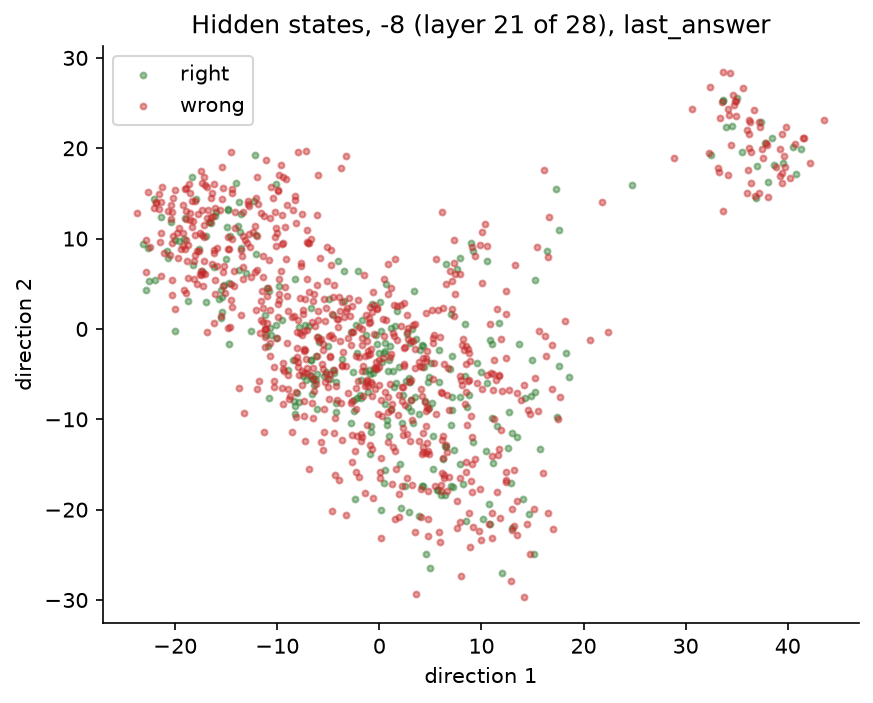 Hidden states, -8 (layer 21 of 28), last_answer
right
wrong
30
20
10
0
−10
−20
−30
direction 2
−20
−10
0
10
20
30
40
direction 1